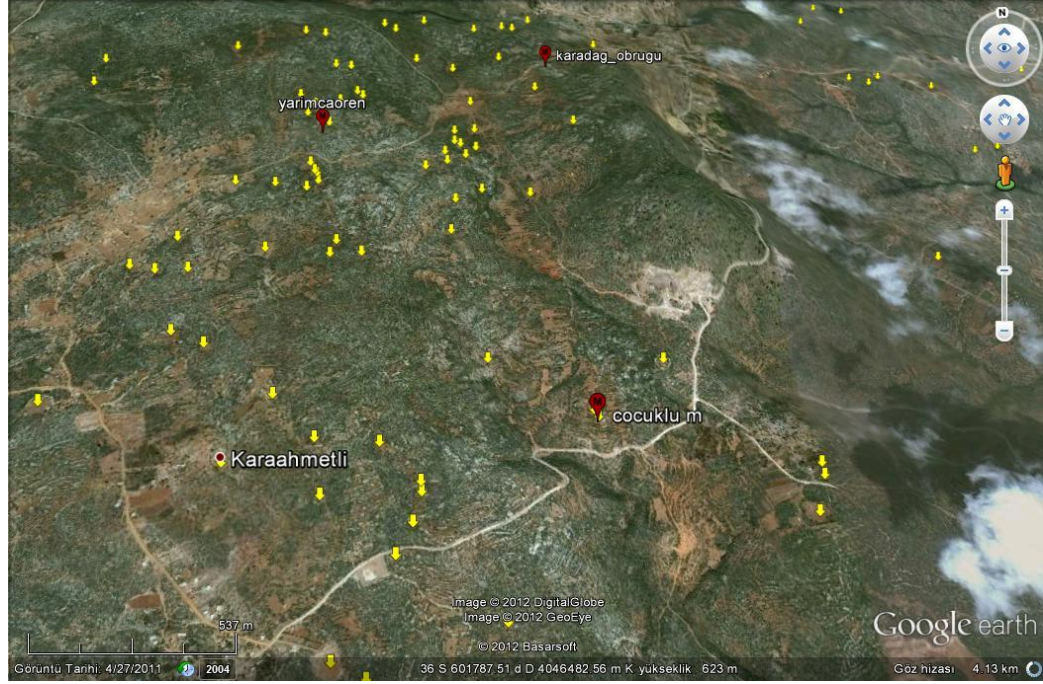 N
karadag_obrugu
yarimcaoren
cocuklu m
Karaahmetli
Image © 2012 DigitalGlobe
Image © 2012 GeoEye
© 2012 Basarsoft
Google earth
537 m
Görüntü Tarihi: 4/27/2011 2004 36 S 601787.51 d D 4046482.56 m K yükseklik 623 m Göz hizası 4.13 km